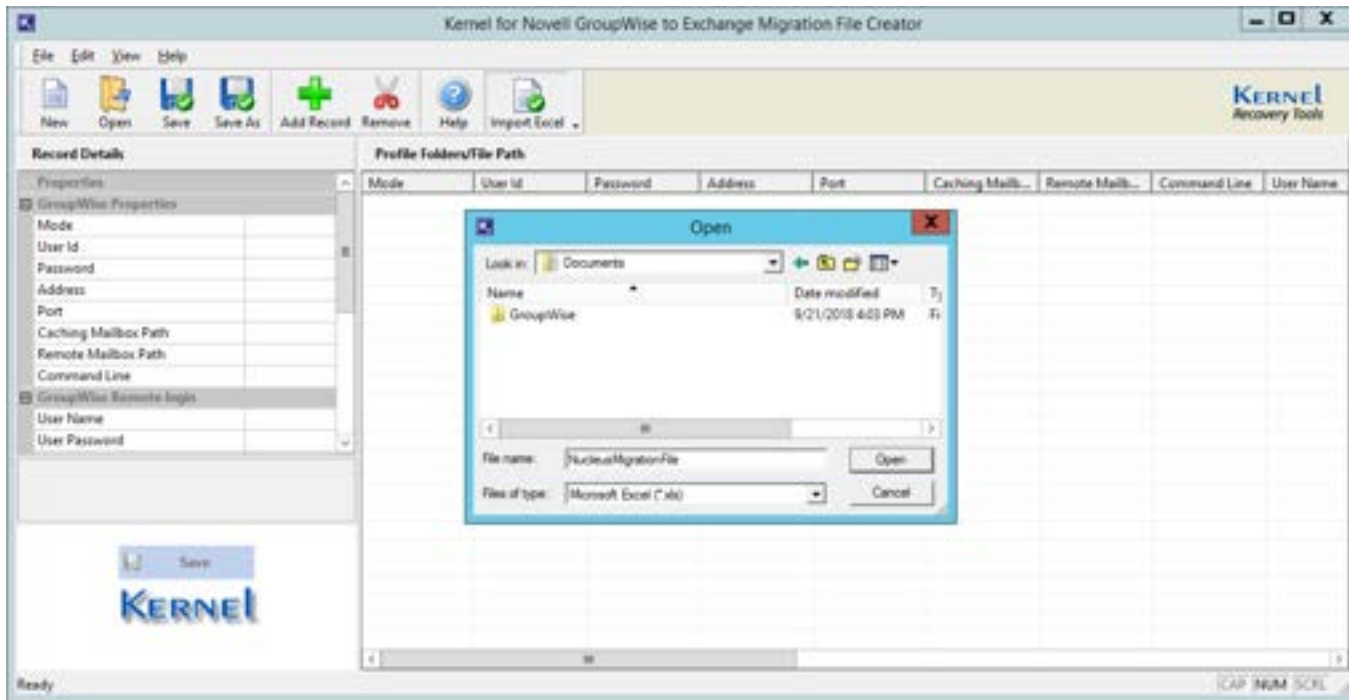 Kernel for Novell GroupWise to Exchange Migration File Creator
File Edit View Help
New Open Save Save As Add Record Remove Help Import Excel
KERNEL
Recovery Tools
Record Details
Profile Folders/File Path
Properties
Mode User Id Password Address Port Caching Mailb... Remote Mailb... Command Line User Name
GroupWise Properties
Mode
User Id
Password
Address
Port
Caching Mailbox Path
Remote Mailbox Path
Command Line
GroupWise Remote login
User Name
User Password
Open
Look in: Documents
Name Date modified Ty
GroupWise 9/21/2018 4:03 PM Fi
File name: NucleusMigrationFile Open
Files of type: Microsoft Excel (*.xls) Cancel
Save
KERNEL
Ready
CAP NUM SCRL